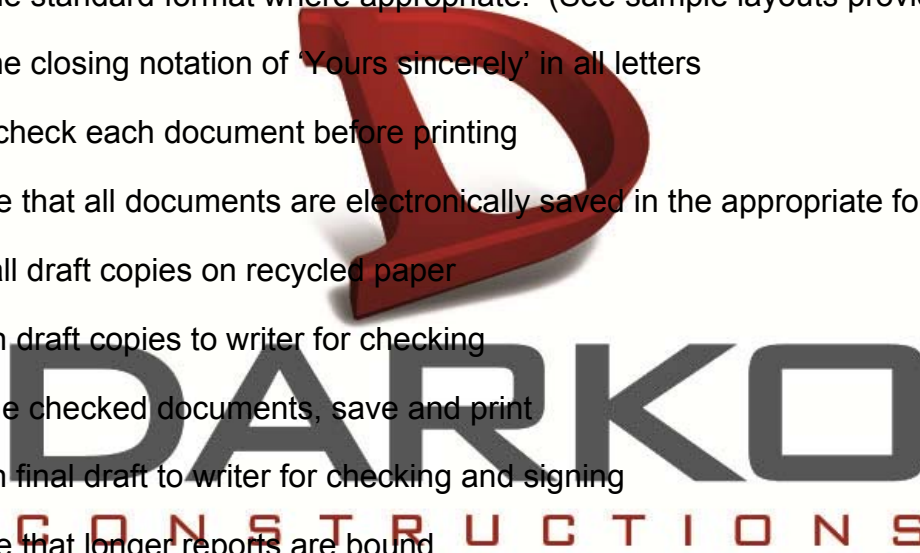 e standard format where appropriate. (See sample layouts provi
e closing notation of ‘Yours sincerely’ in all letters
check each document before printing
e that all documents are electronically saved in the appropriate fo
all draft copies on recycled paper
n draft copies to writer for checking
e checked documents, save and print
n final draft to writer for checking and signing
e that longer reports are bound
D
DARKO
CONSTRUCTIONS